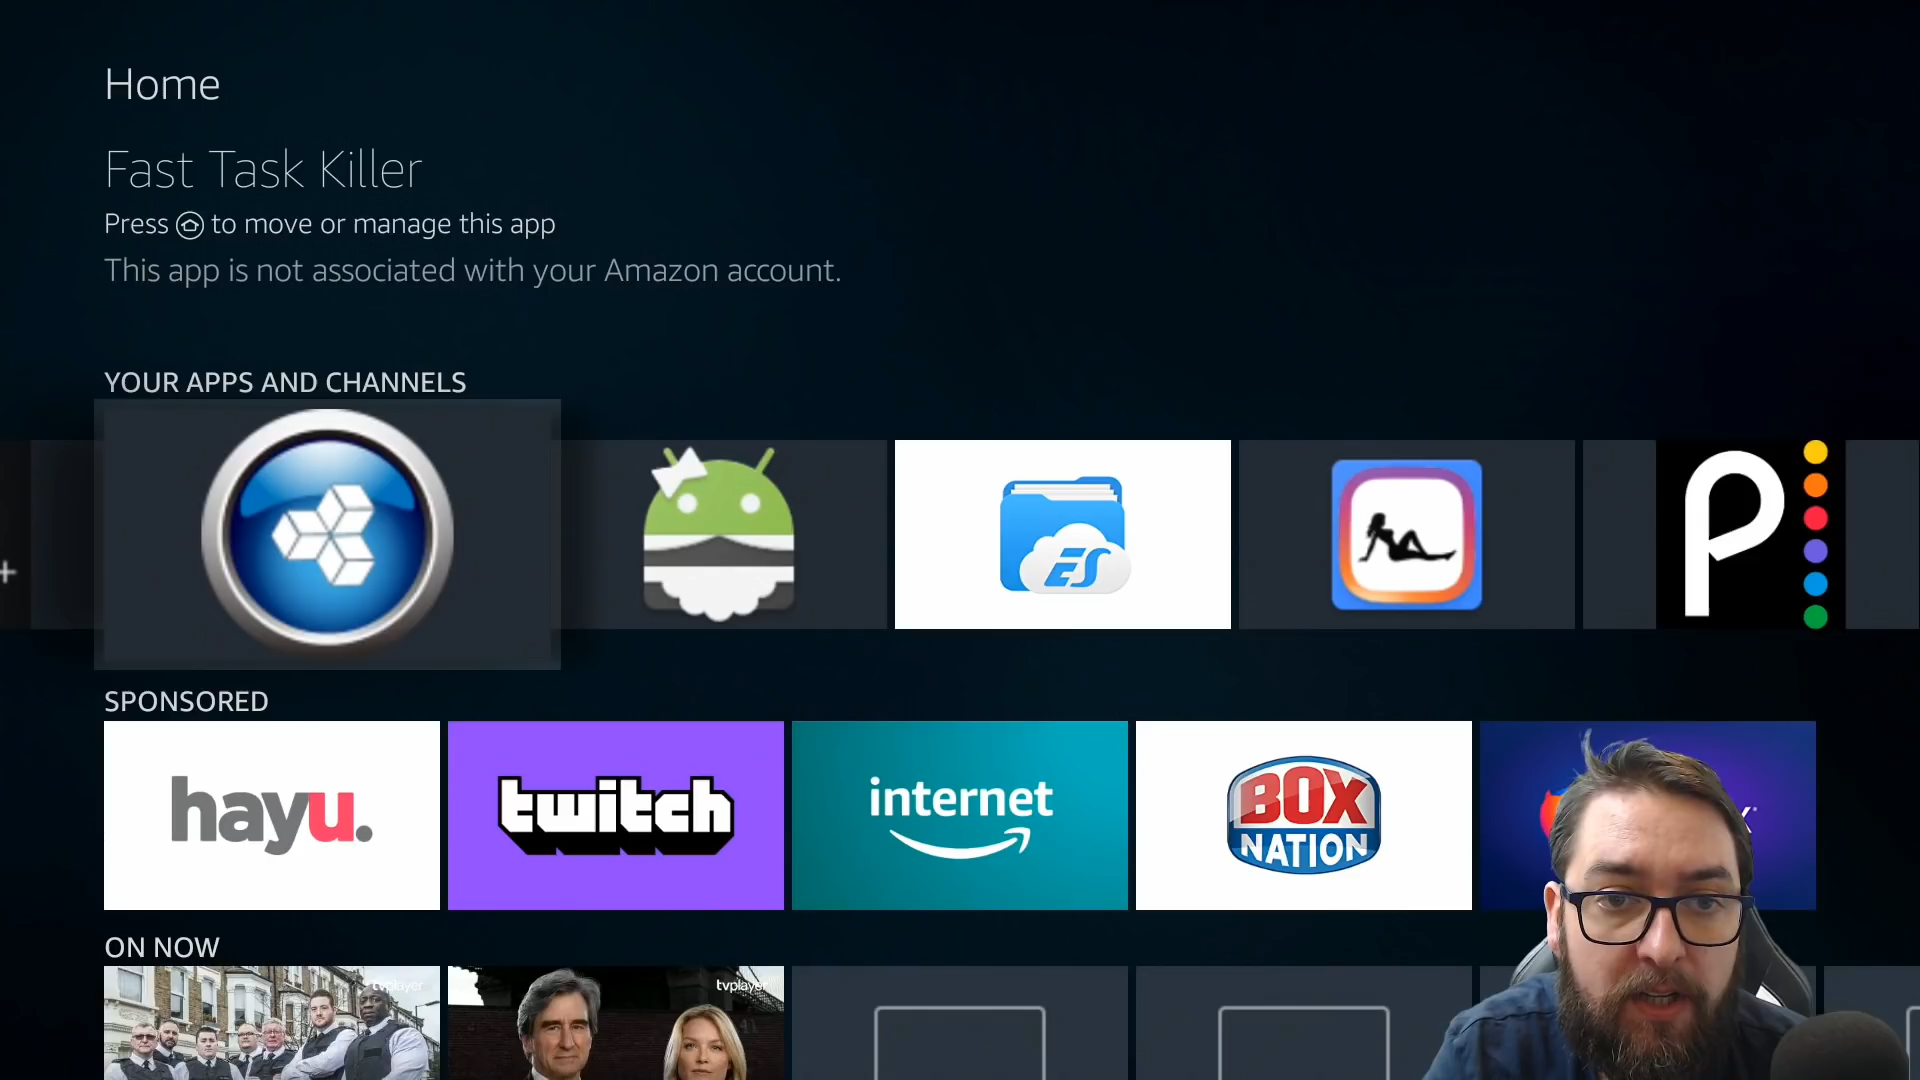 Home
Fast Task Killer
Press to move or manage this app
This app is not associated with your Amazon account.
YOUR APPS AND CHANNELS
+
ES
P
SPONSORED
hayu.
twitch
internet
BOX
NATION
ON NOW
tvplayer
tvplayer